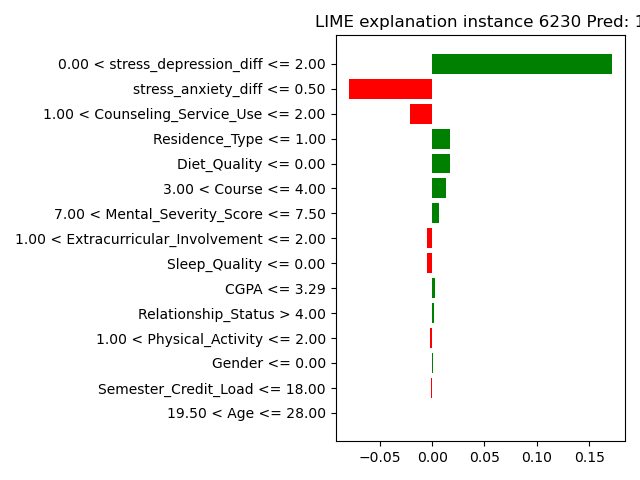 LIME explanation instance 6230 Pred: 1
0.00 < stress_depression_diff <= 2.00
stress_anxiety_diff <= 0.50
1.00 < Counseling_Service_Use <= 2.00
Residence_Type <= 1.00
Diet_Quality <= 0.00
3.00 < Course <= 4.00
7.00 < Mental_Severity_Score <= 7.50
1.00 < Extracurricular_Involvement <= 2.00
Sleep_Quality <= 0.00
CGPA <= 3.29
Relationship_Status > 4.00
1.00 < Physical_Activity <= 2.00
Gender <= 0.00
Semester_Credit_Load <= 18.00
19.50 < Age <= 28.00
−0.05 0.00 0.05 0.10 0.15